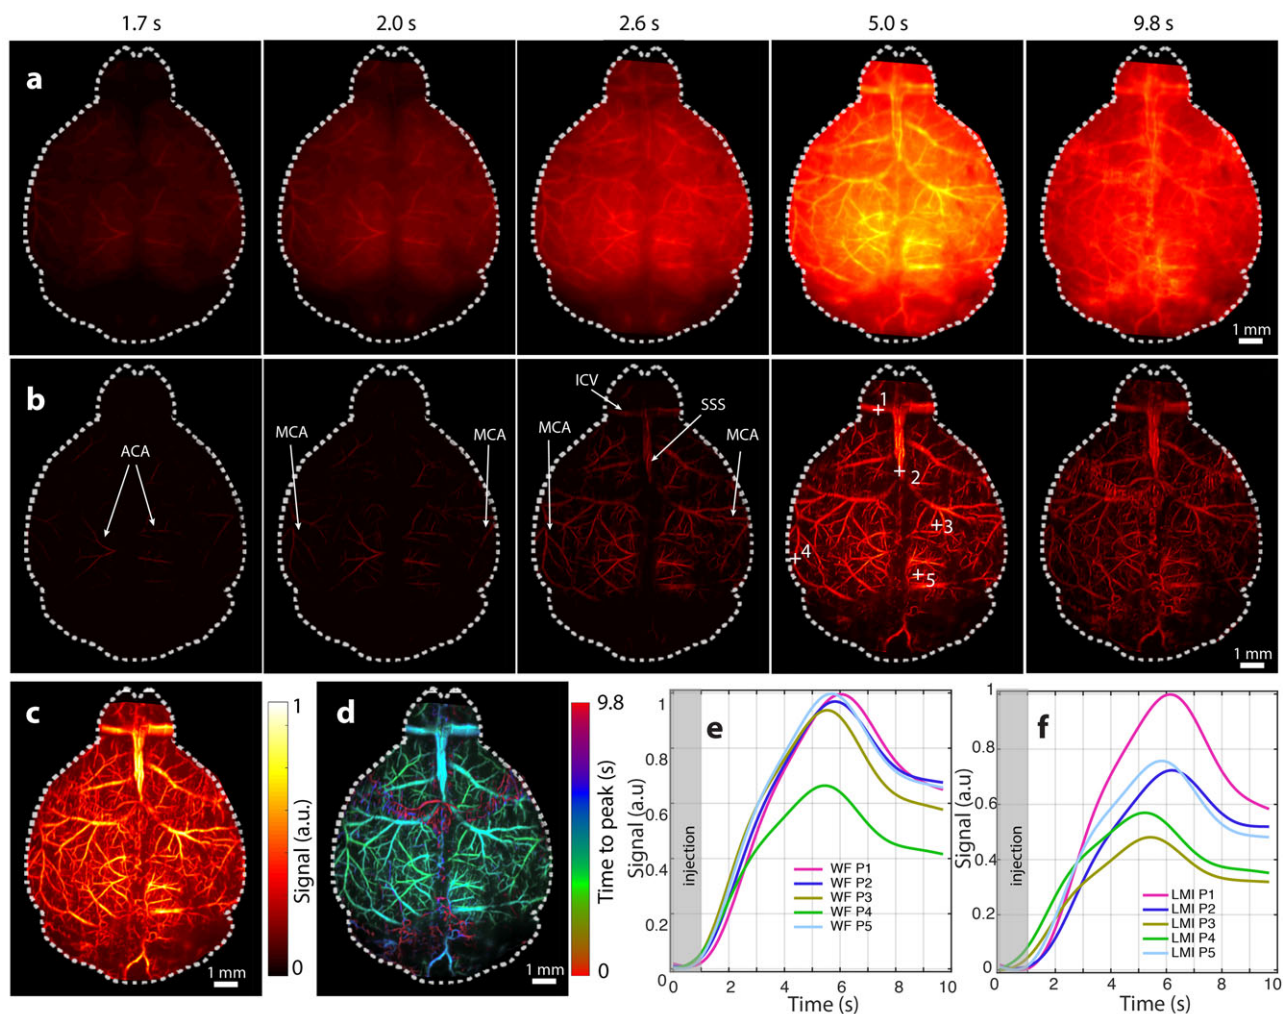 1.7 s 2.0 s 2.6 s 5.0 s 9.8 s
a
1 mm
b
ACA
MCA MCA
ICV SSS
MCA MCA
1
2
3
4
5
1 mm
c
1 mm
1
Signal (a.u.)
0
d
1 mm
9.8
Time to peak (s)
0
e
1
0.8
0.6
0.4
0.2
0
Signal (a.u)
injection
WF P1
WF P2
WF P3
WF P4
WF P5
0 2 4 6 8 10
Time (s)
f
1
0.8
0.6
0.4
0.2
0
Signal (a.u)
injection
LMI P1
LMI P2
LMI P3
LMI P4
LMI P5
0 2 4 6 8 10
Time (s)